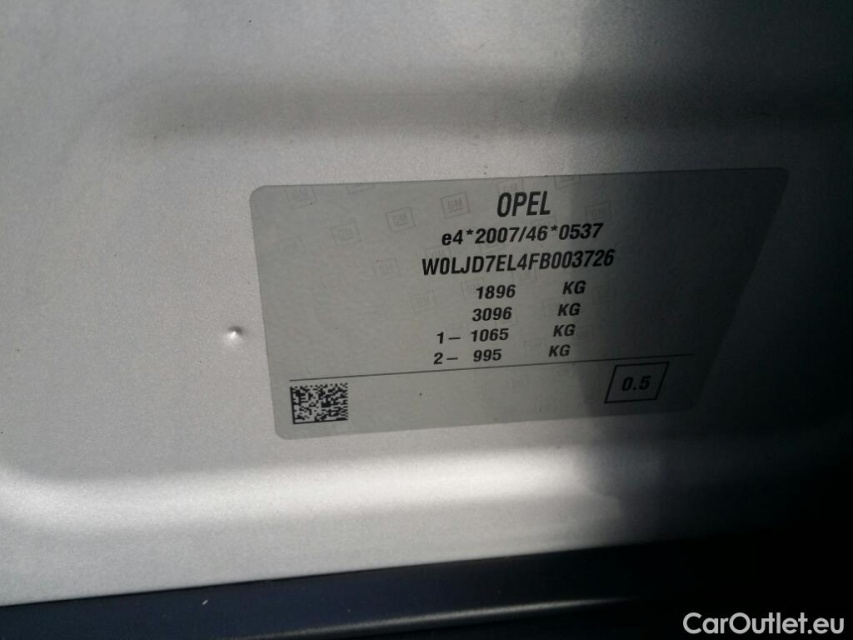 OPEL
e4*2007/46*0537
W0LJD7EL4FB003726
1896 KG
3096 KG
1– 1065 KG
2– 995 KG
0.5
CarOutlet.eu